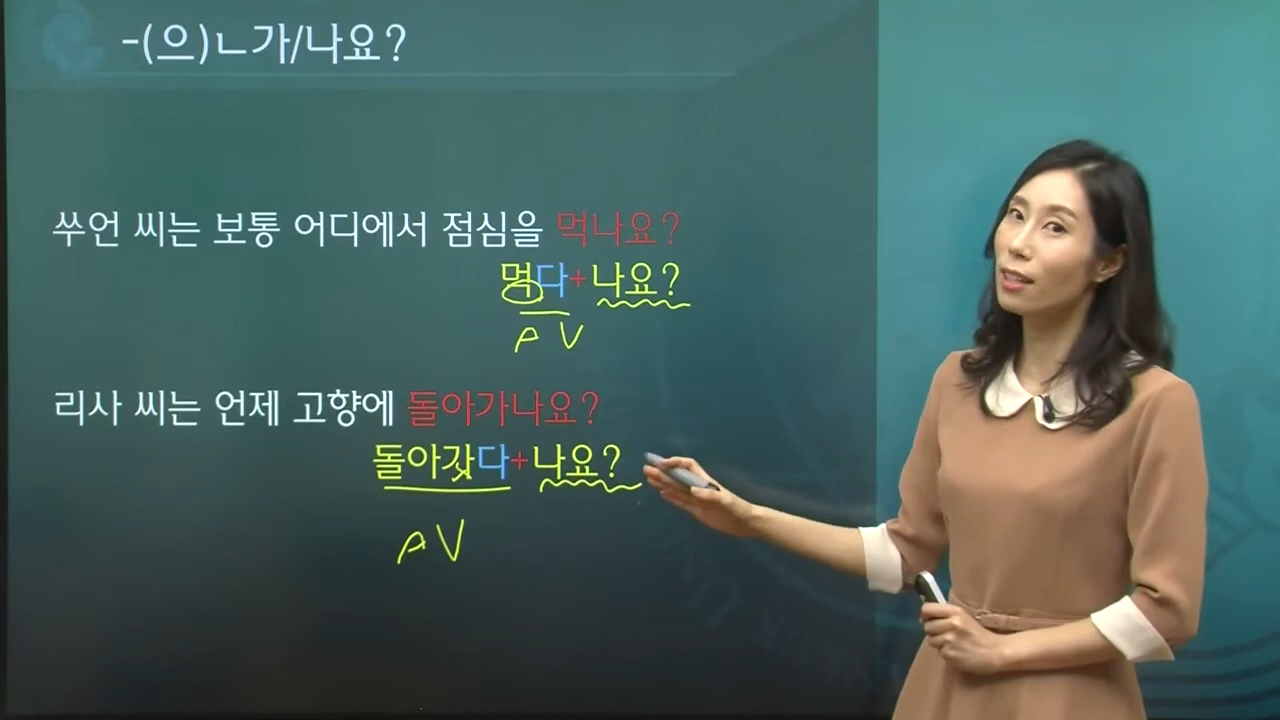 -(으)ㄴ가/나요?
쑤언 씨는 보통 어디에서 점심을 먹나요?
먹다+나요?
AV
리사 씨는 언제 고향에 돌아가나요?
돌아갔다+나요?
AV